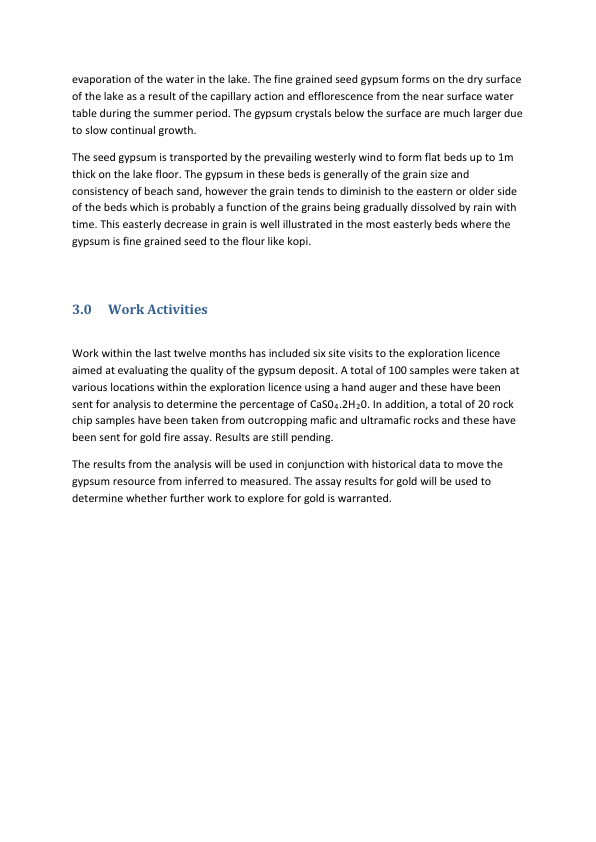 evaporation of the water in the lake. The fine grained seed gypsum forms on the dry surface
of the lake as a result of the capillary action and efflorescence from the near surface water
table during the summer period. The gypsum crystals below the surface are much larger due
to slow continual growth.
The seed gypsum is transported by the prevailing westerly wind to form flat beds up to 1m
thick on the lake floor. The gypsum in these beds is generally of the grain size and
consistency of beach sand, however the grain tends to diminish to the eastern or older side
of the beds which is probably a function of the grains being gradually dissolved by rain with
time. This easterly decrease in grain is well illustrated in the most easterly beds where the
gypsum is fine grained seed to the flour like kopi.
3.0 Work Activities
Work within the last twelve months has included six site visits to the exploration licence
aimed at evaluating the quality of the gypsum deposit. A total of 100 samples were taken at
various locations within the exploration licence using a hand auger and these have been
sent for analysis to determine the percentage of CaS0₄.2H₂0. In addition, a total of 20 rock
chip samples have been taken from outcropping mafic and ultramafic rocks and these have
been sent for gold fire assay. Results are still pending.
The results from the analysis will be used in conjunction with historical data to move the
gypsum resource from inferred to measured. The assay results for gold will be used to
determine whether further work to explore for gold is warranted.